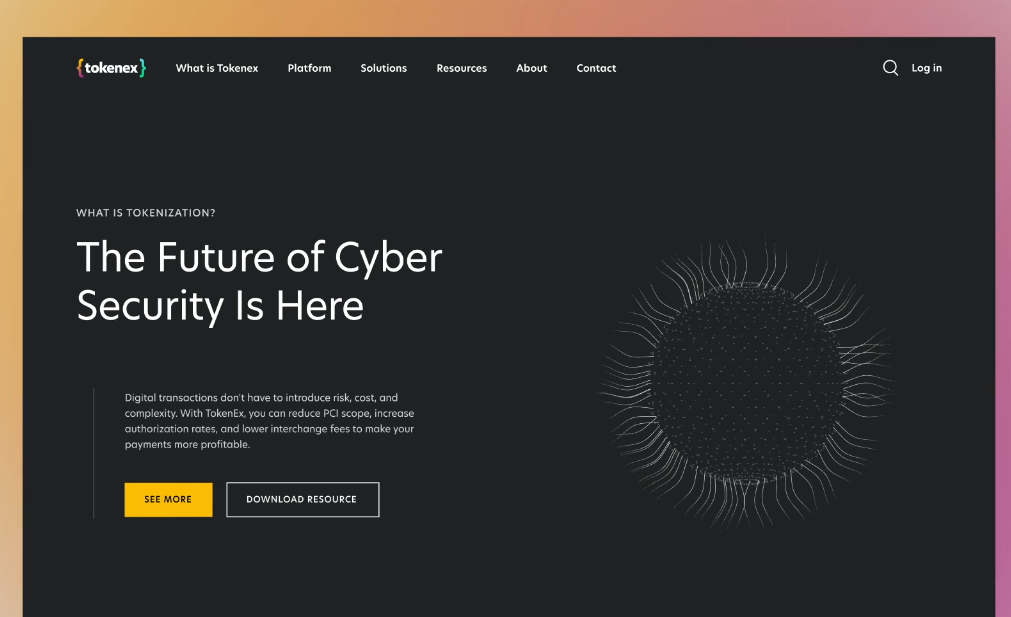 {tokenex} What is Tokenex Platform Solutions Resources About Contact Log in
WHAT IS TOKENIZATION?
The Future of Cyber
Security Is Here
Digital transactions don't have to introduce risk, cost, and
complexity. With TokenEx, you can reduce PCI scope, increase
authorization rates, and lower interchange fees to make your
payments more profitable.
SEE MORE DOWNLOAD RESOURCE